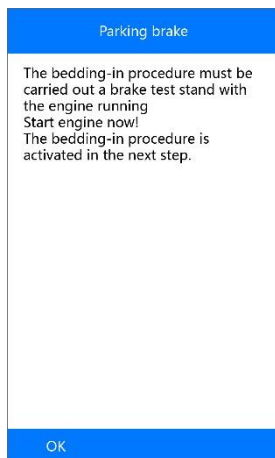 Parking brake
The bedding-in procedure must be
carried out a brake test stand with
the engine running
Start engine now!
The bedding-in procedure is
activated in the next step.
OK